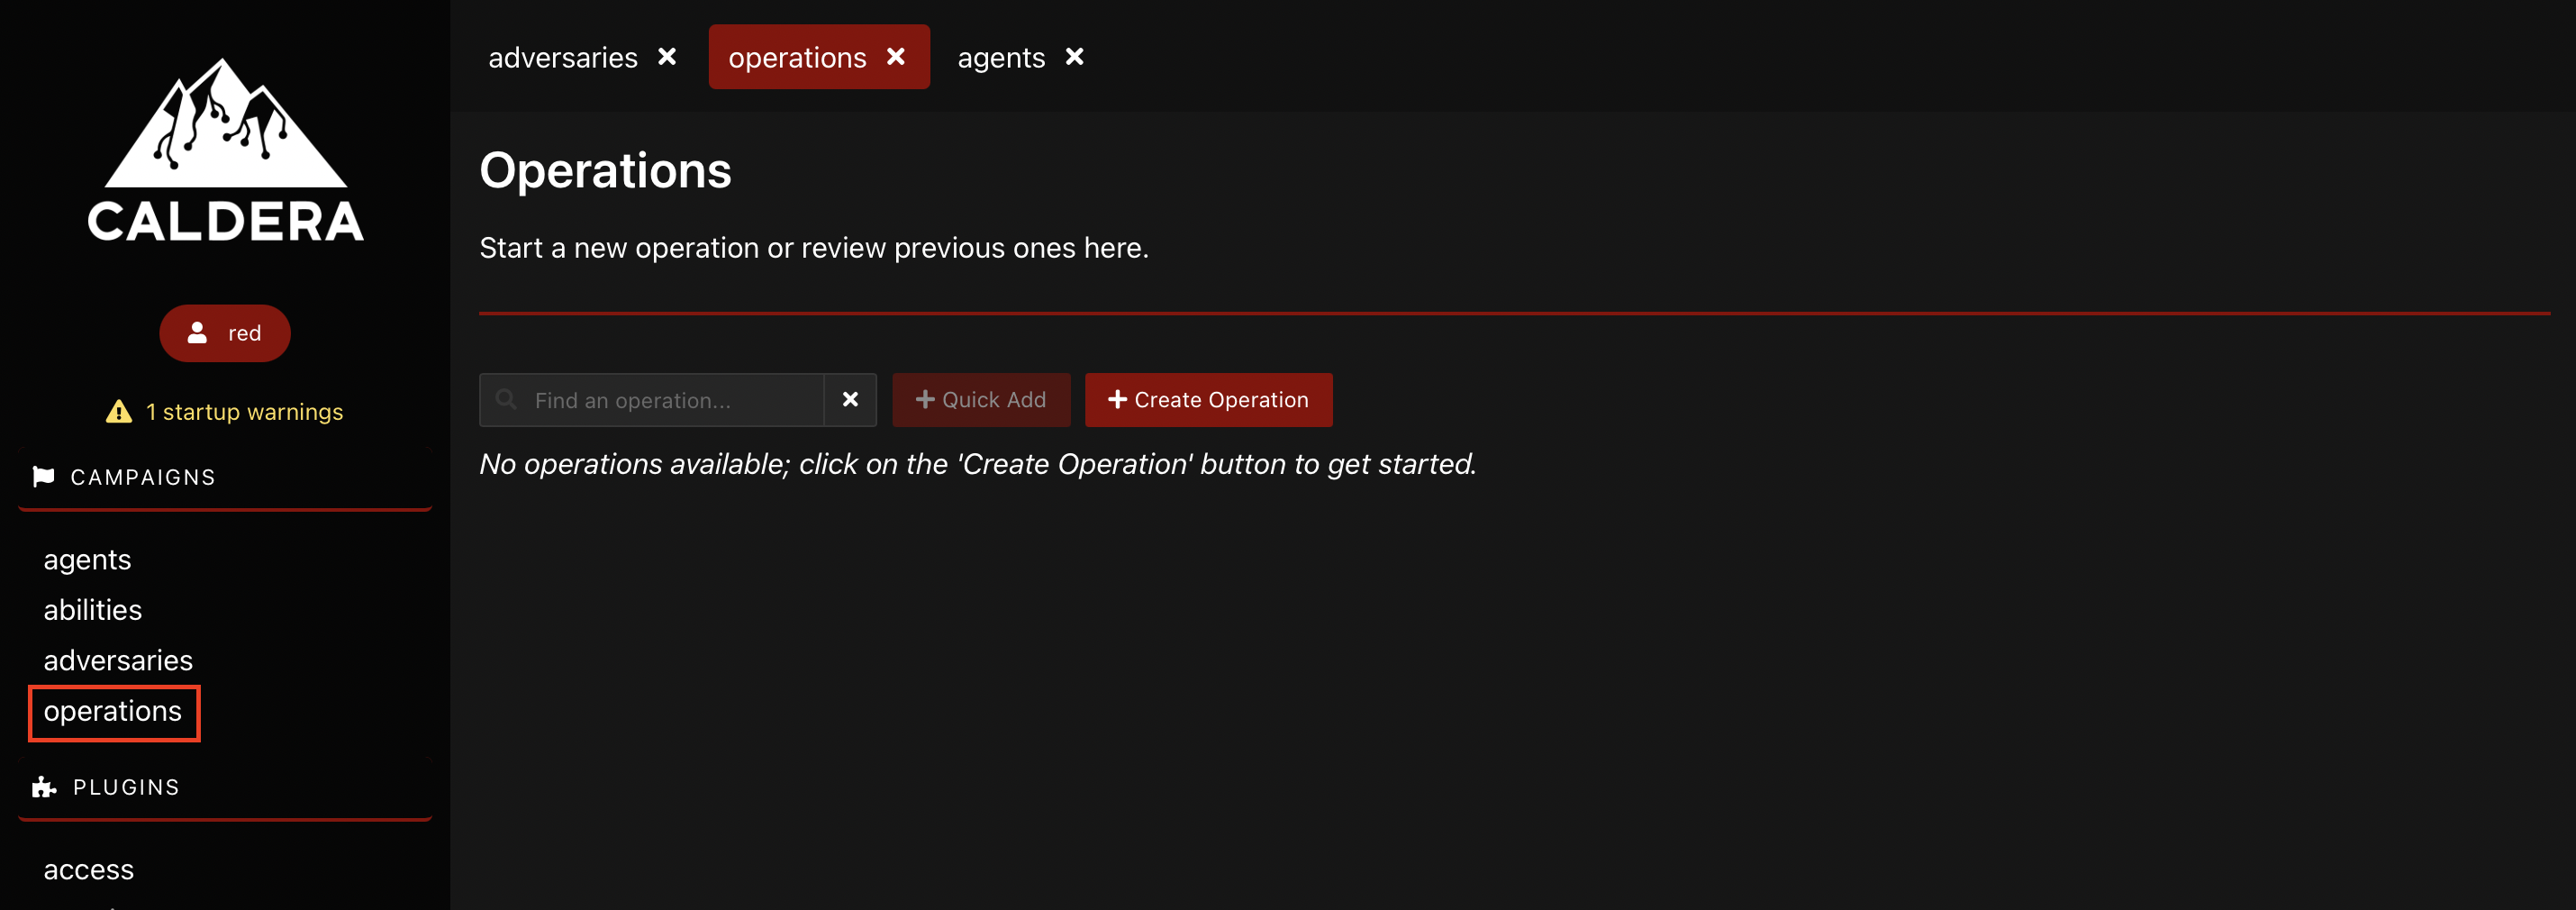 adversaries
operations
agents
CALDERA
Operations
Start a new operation or review previous ones here.
red
1 startup warnings
Find an operation...
Quick Add
Create Operation
No operations available; click on the 'Create Operation' button to get started.
CAMPAIGNS
agents
abilities
adversaries
operations
PLUGINS
access